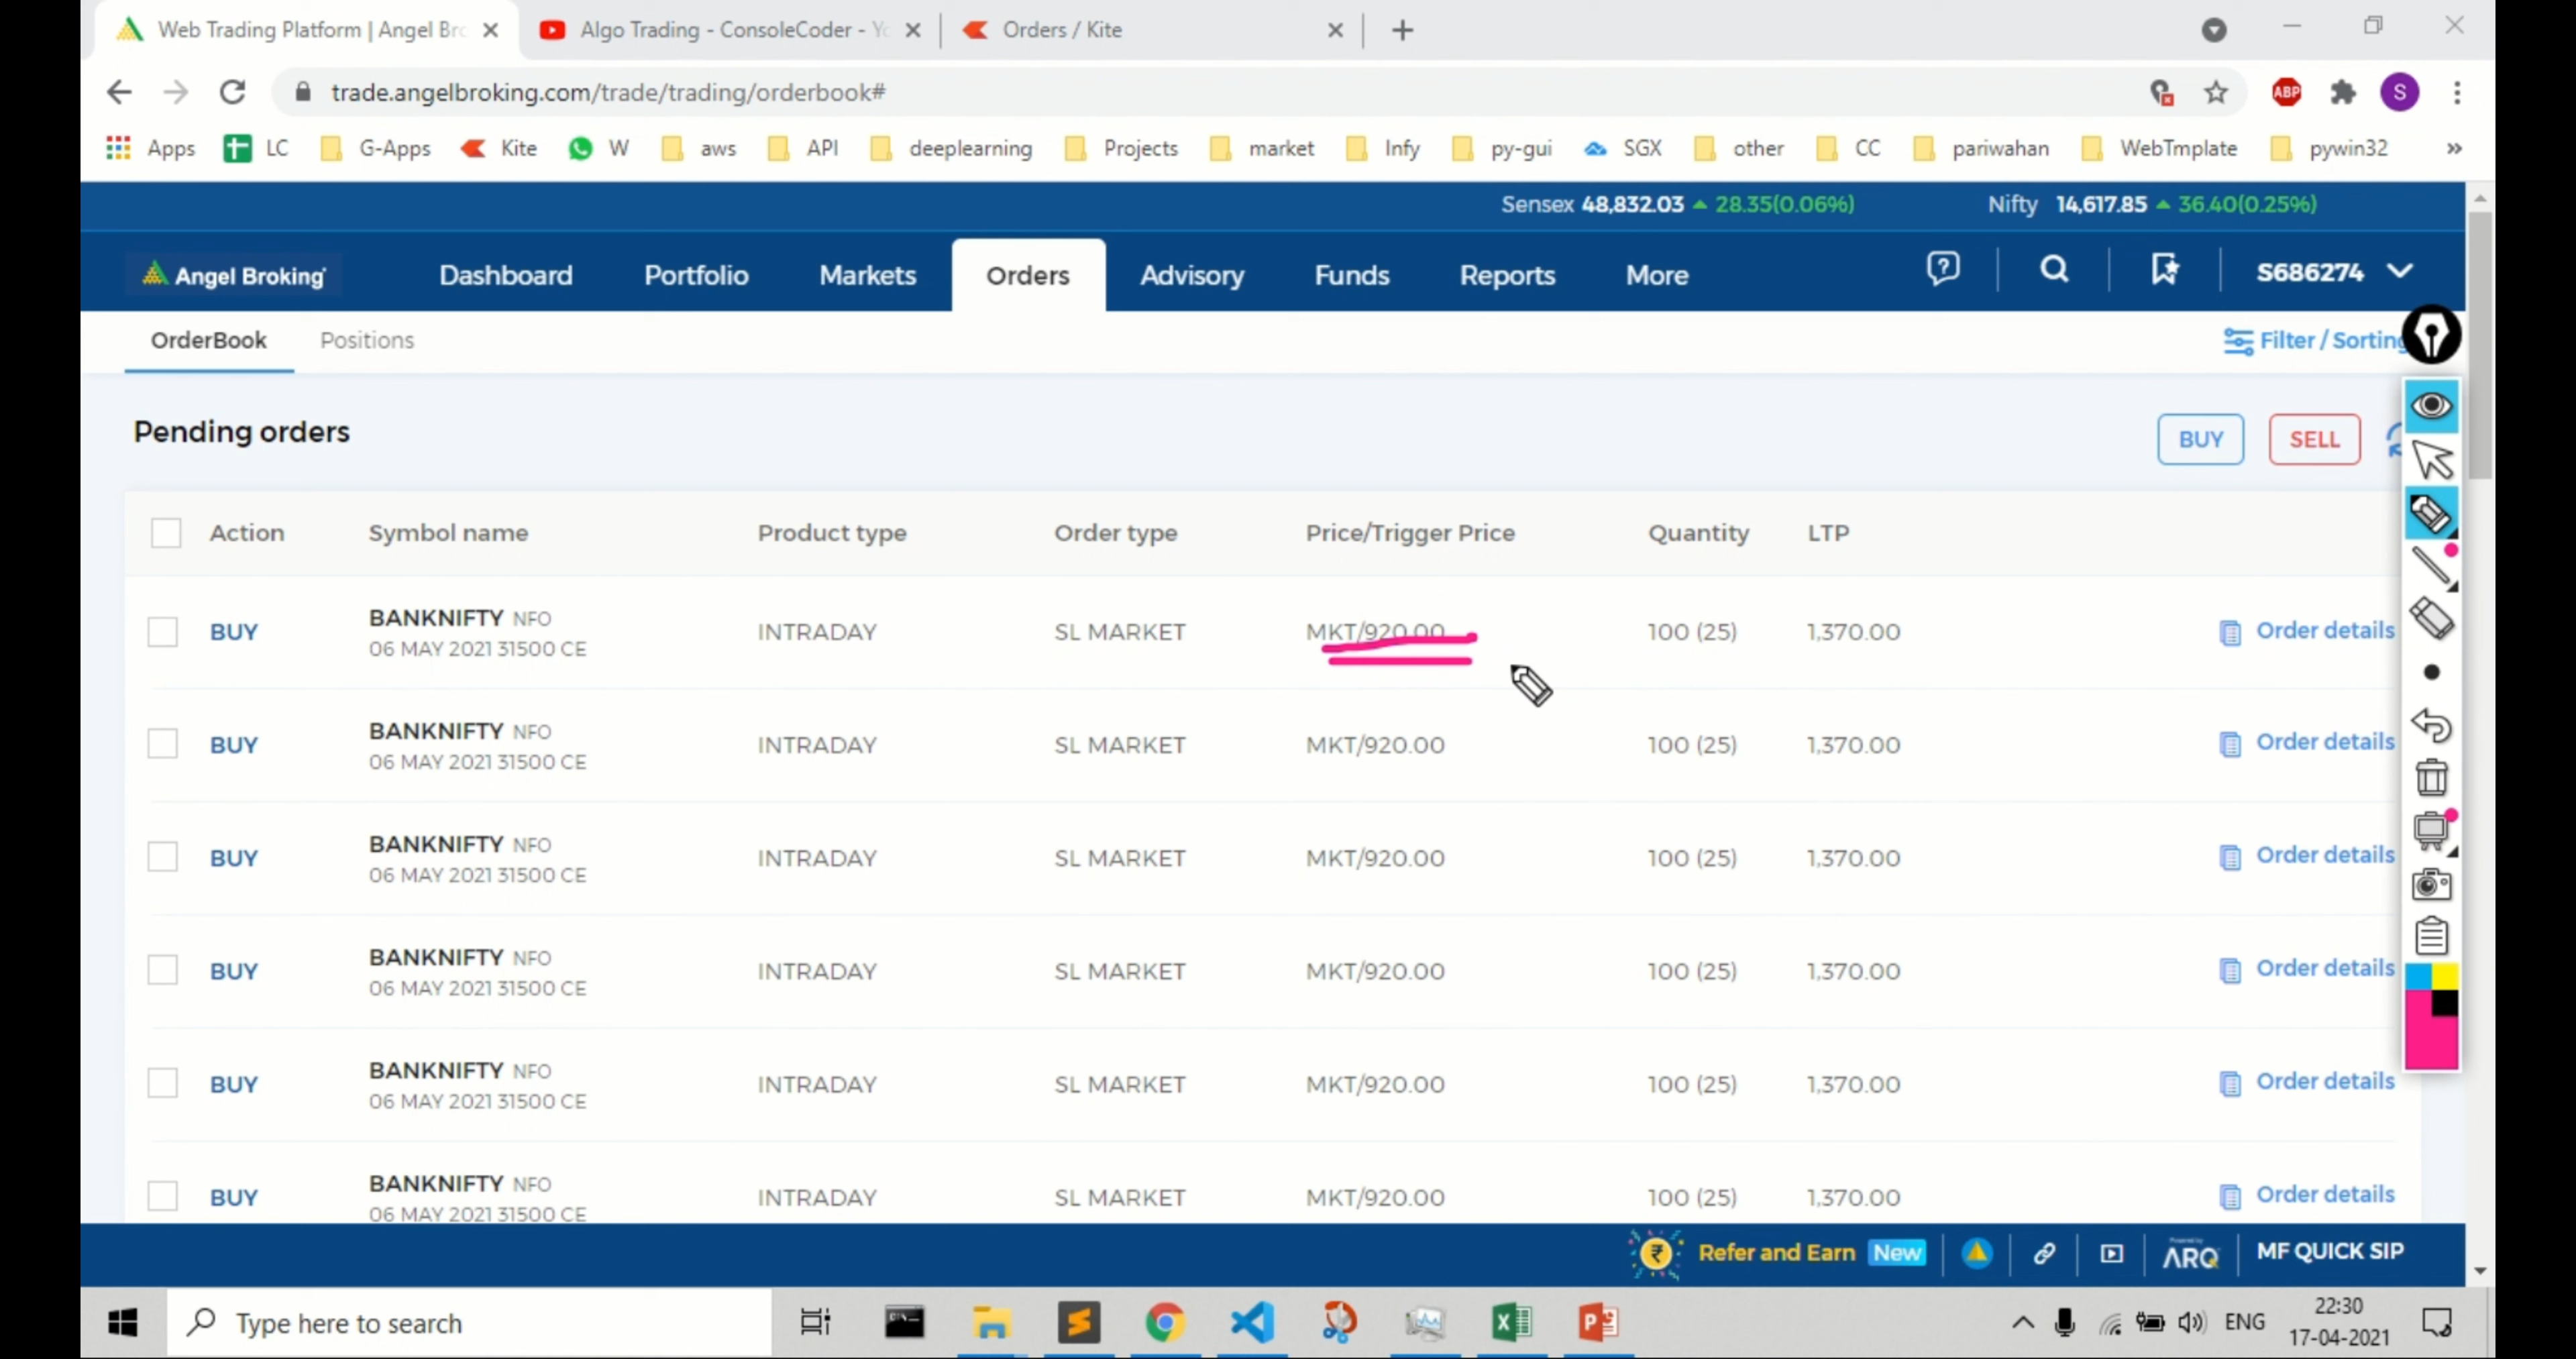 Web Trading Platform | Angel Bro
Algo Trading - ConsoleCoder - Yo
Orders / Kite
trade.angelbroking.com/trade/trading/orderbook#
ABP
S
Apps LC G-Apps Kite W aws API deeplearning Projects market Infy py-gui SGX other CC pariwahan WebTmplate pywin32 »
Sensex 48,832.03 28.35(0.06%) Nifty 14,617.85 36.40(0.25%)
Angel Broking Dashboard Portfolio Markets Orders Advisory Funds Reports More S686274
OrderBook Positions Filter / Sorting
Pending orders BUY SELL
Action Symbol name Product type Order type Price/Trigger Price Quantity LTP
BUY BANKNIFTY NFO INTRADAY SL MARKET MKT/920.00 100 (25) 1,370.00 Order details
06 MAY 2021 31500 CE
BUY BANKNIFTY NFO INTRADAY SL MARKET MKT/920.00 100 (25) 1,370.00 Order details
06 MAY 2021 31500 CE
BUY BANKNIFTY NFO INTRADAY SL MARKET MKT/920.00 100 (25) 1,370.00 Order details
06 MAY 2021 31500 CE
BUY BANKNIFTY NFO INTRADAY SL MARKET MKT/920.00 100 (25) 1,370.00 Order details
06 MAY 2021 31500 CE
BUY BANKNIFTY NFO INTRADAY SL MARKET MKT/920.00 100 (25) 1,370.00 Order details
06 MAY 2021 31500 CE
BUY BANKNIFTY NFO INTRADAY SL MARKET MKT/920.00 100 (25) 1,370.00 Order details
06 MAY 2021 31500 CE
Refer and Earn New ARQ MF QUICK SIP
Type here to search
ENG
22:30
17-04-2021